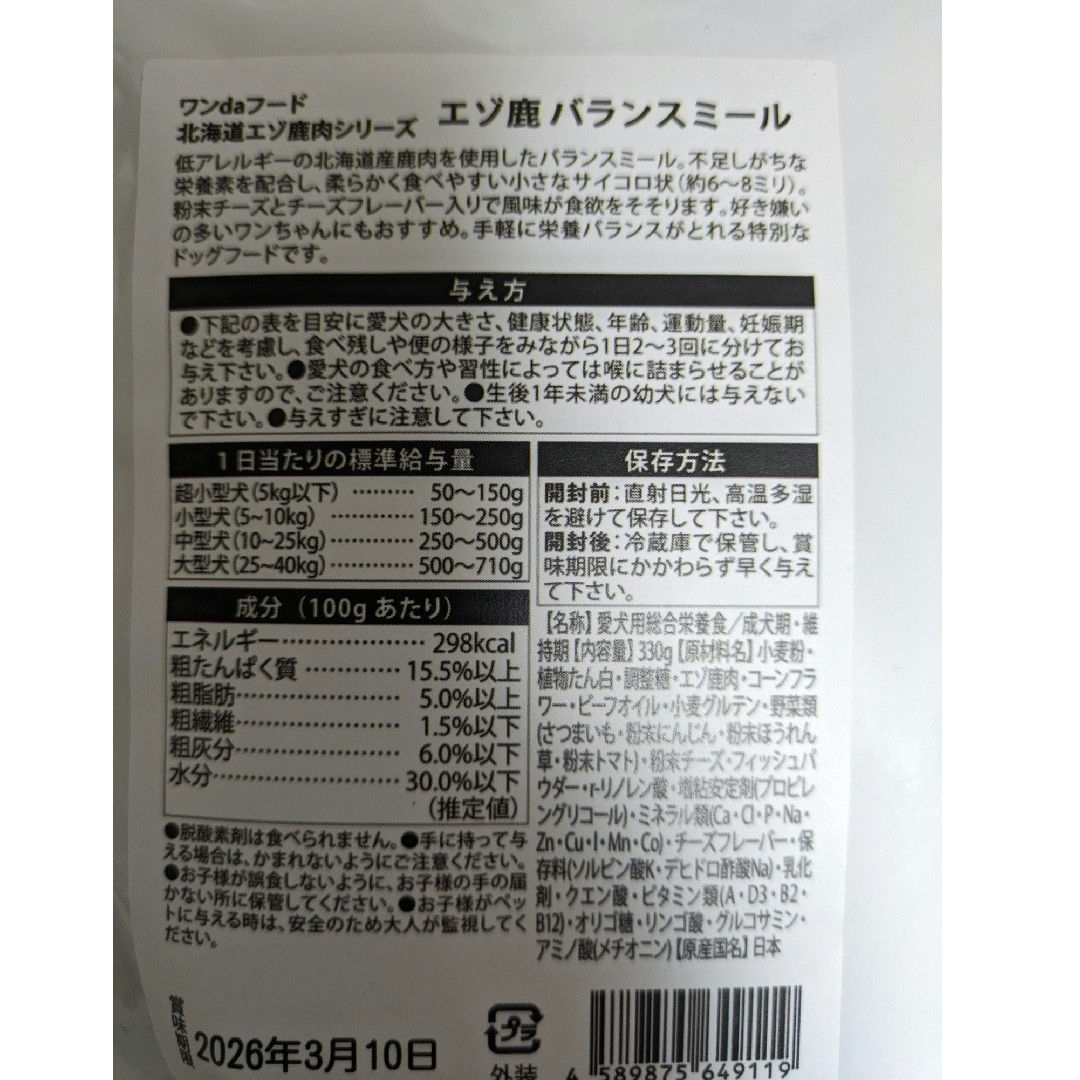 ワンdaフード
北海道エゾ鹿肉シリーズ エゾ鹿 バランスミール
低アレルギーの北海道産鹿肉を使用したバランスミール。不足しがちな
栄養素を配合し、柔らかく食べやすい小さなサイコロ状(約6〜8ミリ)。
粉末チーズとチーズフレーバー入りで風味が食欲をそそります。好き嫌い
の多いワンちゃんにもおすすめ。手軽に栄養バランスがとれる特別な
ドッグフードです。
与え方
●下記の表を目安に愛犬の大きさ、健康状態、年齢、運動量、妊娠期
などを考慮し、食べ残しや便の様子をみながら1日2〜3回に分けてお
与え下さい。●愛犬の食べ方や習性によっては喉に詰まらせることが
ありますので、ご注意ください。●生後1年未満の幼犬には与えない
で下さい。●与えすぎに注意して下さい。
1日当たりの標準給与量
超小型犬(5kg以下) ………… 50〜150g
小型犬(5~10kg) ………… 150〜250g
中型犬(10~25kg) ………… 250〜500g
大型犬(25~40kg) ………… 500〜710g
成分(100gあたり)
エネルギー………………298kcal
粗たんぱく質 …………15.5%以上
粗脂肪………………… 5.0%以上
粗繊維………………… 1.5%以下
粗灰分………………… 6.0%以下
水分……………………30.0%以下
(推定値)
●脱酸素剤は食べられません。●手に持って与
える場合は、かまれないようにご注意ください。
●お子様が誤食しないように、お子様の手の届
かない所に保管してください。●お子様がペッ
トに与える時は、安全のため大人が監視してく
ださい。
保存方法
開封前:直射日光、高温多湿
を避けて保存して下さい。
開封後:冷蔵庫で保管し、賞
味期限にかかわらず早く与え
て下さい。
【名称】愛犬用総合栄養食/成犬期・維
持期【内容量】330g【原材料名】小麦粉・
植物たん白・調整糖・エゾ鹿肉・コーンフラ
ワー・ビーフオイル・小麦グルテン・野菜類
(さつまいも・粉末にんじん・粉末ほうれん
草・粉末トマト)・粉末チーズ・フィッシュパ
ウダー・r-リノレン酸・増粘安定剤(プロピレ
ングリコール)・ミネラル類(Ca・Cl・P・Na・
Zn・Cu・I・Mn・Co)・チーズフレーバー・保
存料(ソルビン酸K・デヒドロ酢酸Na)・乳化
剤・クエン酸・ビタミン類(A・D3・B2・
B12)・オリゴ糖・リンゴ酸・グルコサミン・
アミノ酸(メチオニン)【原産国名】日本
賞味期限
2026年3月10日
プラ
外装
4 589875 649119